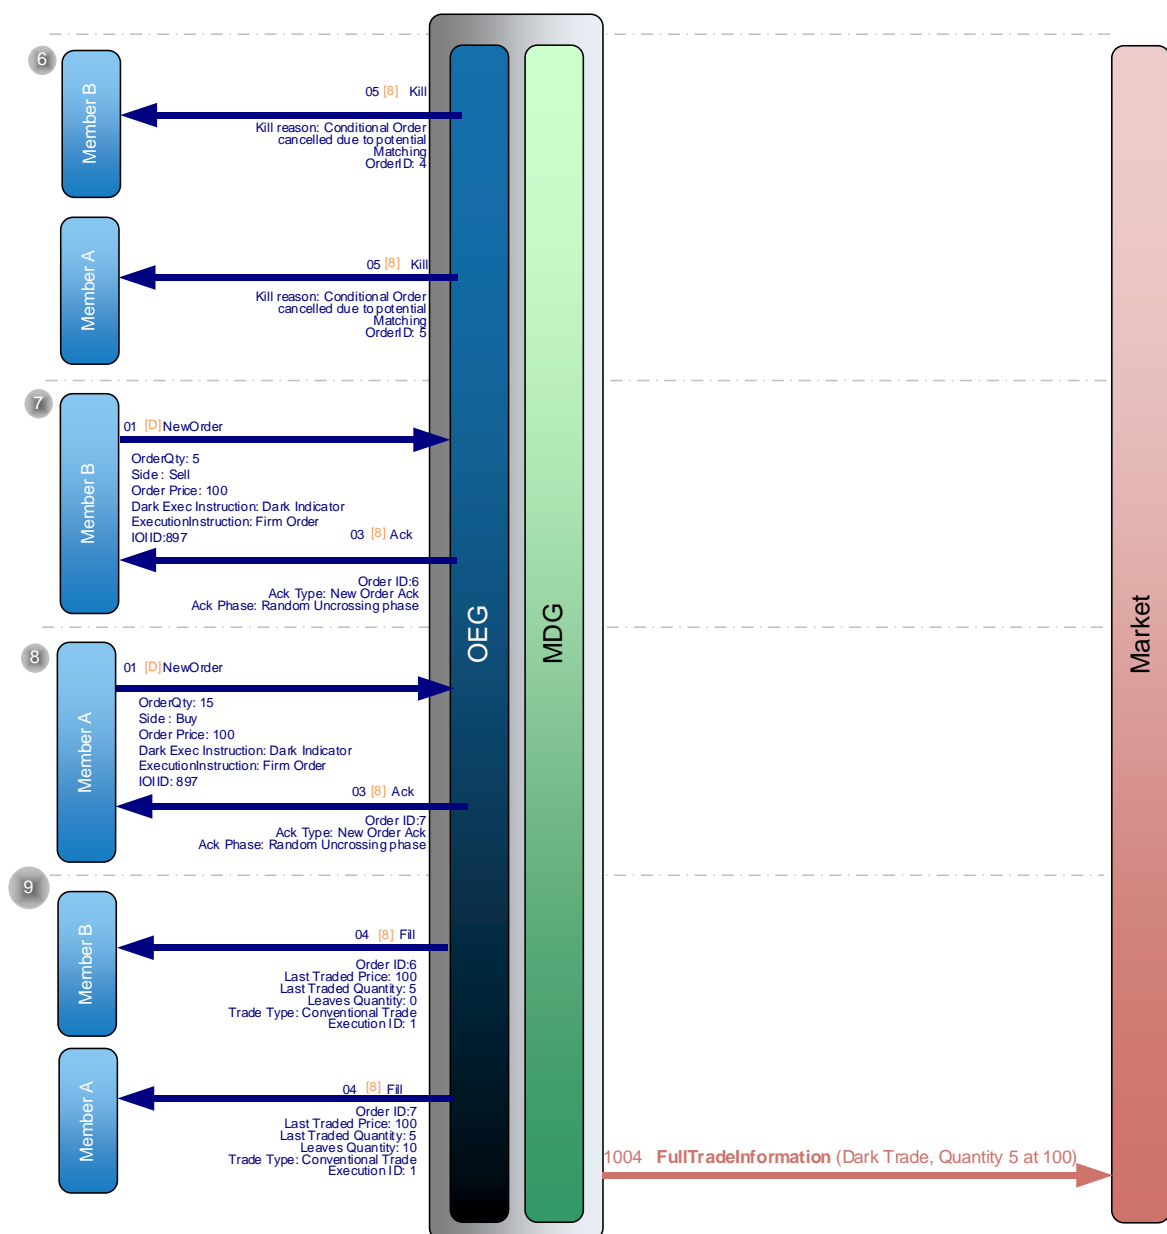 6
Member B
05 [8] Kill
Kill reason: Conditional Order
cancelled due to potential
Matching
OrderID: 4
Member A
05 [8] Kill
Kill reason: Conditional Order
cancelled due to potential
Matching
OrderID: 5
7
Member B
01 [D] NewOrder
OrderQty: 5
Side : Sell
Order Price: 100
Dark Exec Instruction: Dark Indicator
ExecutionInstruction: Firm Order
IOIID:897
03 [8] Ack
Order ID:6
Ack Type: New Order Ack
Ack Phase: Random Uncrossing phase
OEG
MDG
Market
8
Member A
01 [D] NewOrder
OrderQty: 15
Side : Buy
Order Price: 100
Dark Exec Instruction: Dark Indicator
ExecutionInstruction: Firm Order
IOIID: 897
03 [8] Ack
Order ID:7
Ack Type: New Order Ack
Ack Phase: Random Uncrossing phase
9
Member B
04 [8] Fill
Order ID:6
Last Traded Price: 100
Last Traded Quantity: 5
Leaves Quantity: 0
Trade Type: Conventional Trade
Execution ID: 1
Member A
04 [8] Fill
Order ID:7
Last Traded Price: 100
Last Traded Quantity: 5
Leaves Quantity: 10
Trade Type: Conventional Trade
Execution ID: 1
1004 FullTradeInformation (Dark Trade, Quantity 5 at 100)